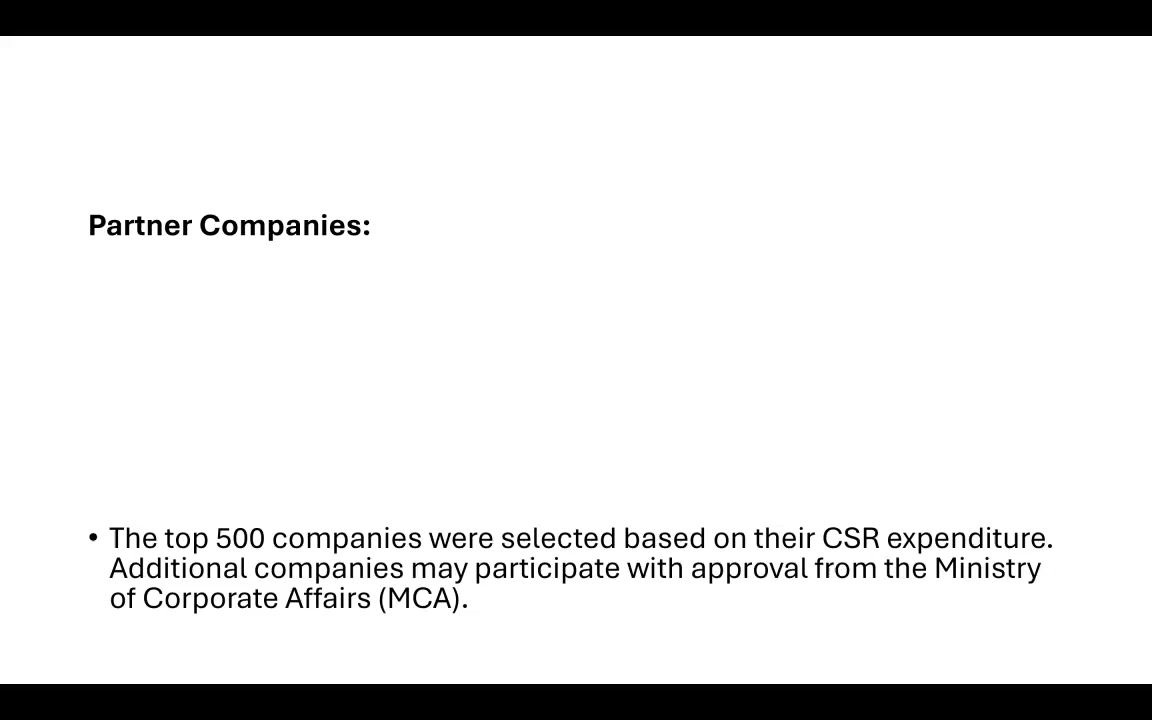 Partner Companies:
• The top 500 companies were selected based on their CSR expenditure.
Additional companies may participate with approval from the Ministry
of Corporate Affairs (MCA).